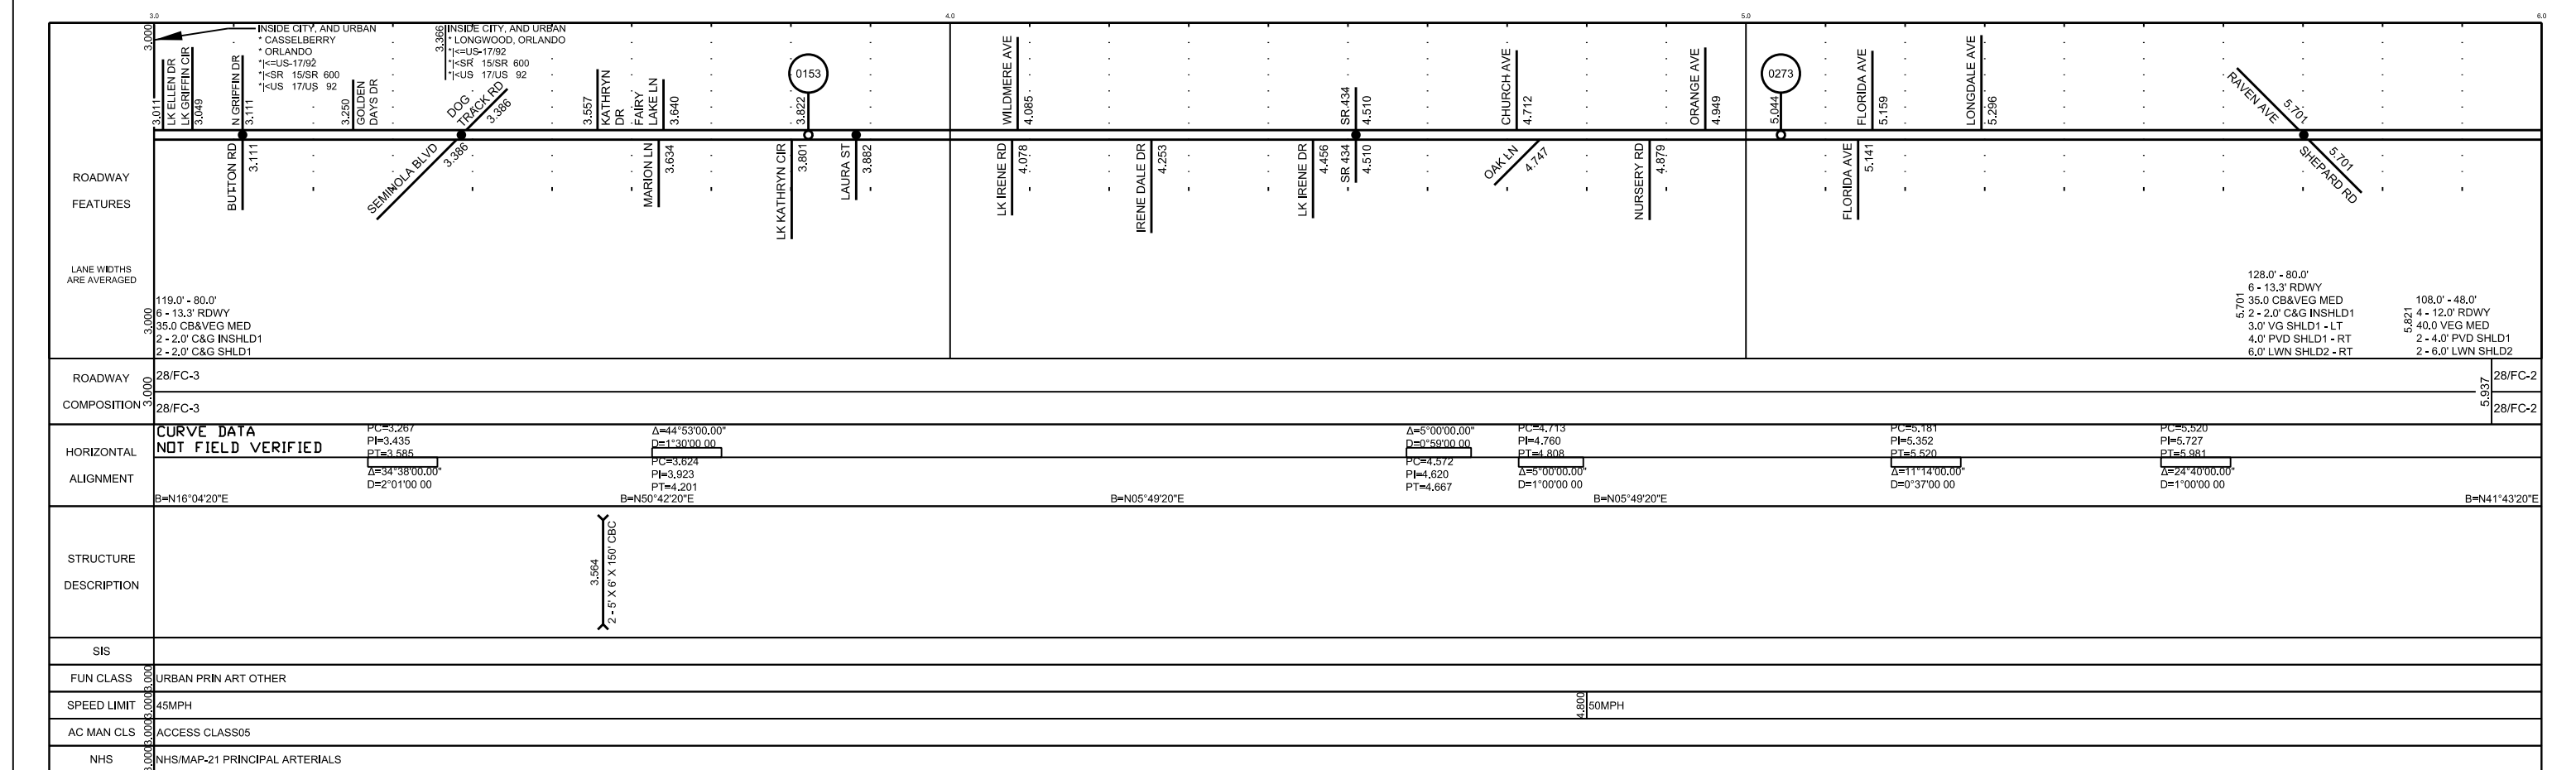 3.0
4.0
5.0
6.0
3.000
INSIDE CITY, AND URBAN
* CASSELBERRY
* ORLANDO
*|<=US-17/92
*|<SR 15/SR 600
*|<US 17/US 92
3.366
INSIDE CITY, AND URBAN
* LONGWOOD, ORLANDO
*|<=US-17/92
*|<SR 15/SR 600
*|<US 17/US 92
3.011
LK ELLEN DR
LK GRIFFIN CIR
3.049
N GRIFFIN DR
3.111
3.250
GOLDEN
DAYS DR
DOG
TRACK RD
3.386
3.557
KATHRYN
DR
FAIRY
LAKE LN
3.640
0153
3.822
WILDMERE AVE
4.085
SR 434
4.510
CHURCH AVE
4.712
ORANGE AVE
4.949
0273
5.044
FLORIDA AVE
5.159
LONGDALE AVE
5.296
RAVEN AVE
5.701
ROADWAY
FEATURES
BUTTON RD
3.111
SEMINOLA BLVD
3.386
MARION LN
3.634
LK KATHRYN CIR
3.801
LAURA ST
3.882
LK IRENE RD
4.078
IRENE DALE DR
4.253
LK IRENE DR
4.456
SR 434
4.510
OAK LN
4.747
NURSERY RD
4.879
FLORIDA AVE
5.141
5.701
SHEPARD RD
LANE WIDTHS
ARE AVERAGED
3.000
119.0' - 80.0'
6 - 13.3' RDWY
35.0 CB&VEG MED
2 - 2.0' C&G INSHLD1
2 - 2.0' C&G SHLD1
5.701
128.0' - 80.0'
6 - 13.3' RDWY
35.0 CB&VEG MED
2 - 2.0' C&G INSHLD1
3.0' VG SHLD1 - LT
4.0' PVD SHLD1 - RT
6.0' LWN SHLD2 - RT
5.821
108.0' - 48.0'
4 - 12.0' RDWY
40.0 VEG MED
2 - 4.0' PVD SHLD1
2 - 6.0' LWN SHLD2
ROADWAY
COMPOSITION
3.000
28/FC-3
28/FC-3
5.937
28/FC-2
28/FC-2
HORIZONTAL
ALIGNMENT
CURVE DATA
NOT FIELD VERIFIED
PC=3.267
PI=3.435
PT=3.585
Δ=34°38'00.00"
D=2°01'00 00
Δ=44°53'00.00"
D=1°30'00 00
PC=3.624
PI=3.923
PT=4.201
Δ=5°00'00.00"
D=0°59'00 00
PC=4.572
PI=4.620
PT=4.667
PC=4.713
PI=4.760
PT=4.808
Δ=5°00'00.00"
D=1°00'00 00
PC=5.181
PI=5.352
PT=5.520
Δ=11°14'00.00"
D=0°37'00 00
PC=5.520
PI=5.727
PT=5.981
Δ=24°40'00.00"
D=1°00'00 00
B=N16°04'20"E
B=N50°42'20"E
B=N05°49'20"E
B=N05°49'20"E
B=N41°43'20"E
STRUCTURE
DESCRIPTION
3.564
2 - 5' X 6' X 150' CBC
SIS
FUN CLASS
3.000
URBAN PRIN ART OTHER
SPEED LIMIT
3.000
45MPH
4.800
50MPH
AC MAN CLS
3.000
ACCESS CLASS05
NHS
3.000
NHS/MAP-21 PRINCIPAL ARTERIALS